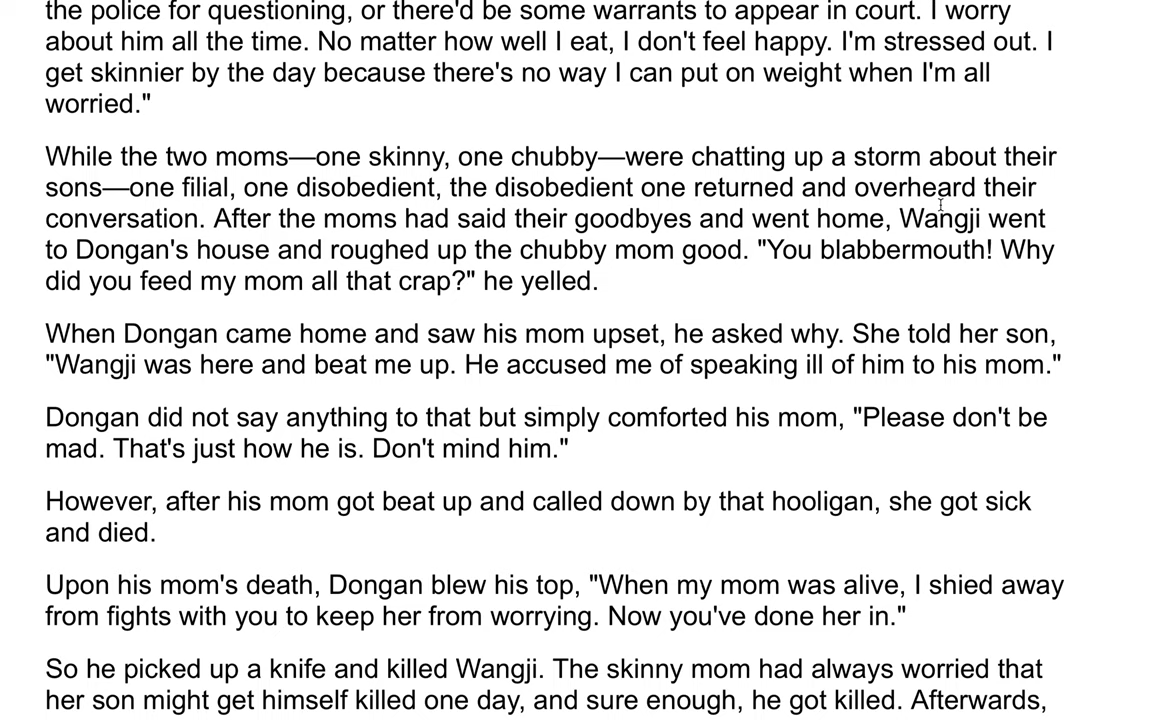 the police for questioning, or there'd be some warrants to appear in court. I worry
about him all the time. No matter how well I eat, I don't feel happy. I'm stressed out. I
get skinnier by the day because there's no way I can put on weight when I'm all
worried."
While the two moms—one skinny, one chubby—were chatting up a storm about their
sons—one filial, one disobedient, the disobedient one returned and overheard their
conversation. After the moms had said their goodbyes and went home, Wangji went
to Dongan's house and roughed up the chubby mom good. "You blabbermouth! Why
did you feed my mom all that crap?" he yelled.
When Dongan came home and saw his mom upset, he asked why. She told her son,
"Wangji was here and beat me up. He accused me of speaking ill of him to his mom."
Dongan did not say anything to that but simply comforted his mom, "Please don't be
mad. That's just how he is. Don't mind him."
However, after his mom got beat up and called down by that hooligan, she got sick
and died.
Upon his mom's death, Dongan blew his top, "When my mom was alive, I shied away
from fights with you to keep her from worrying. Now you've done her in."
So he picked up a knife and killed Wangji. The skinny mom had always worried that
her son might get himself killed one day, and sure enough, he got killed. Afterwards,